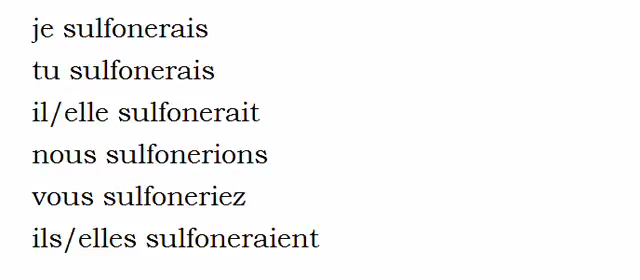 je sulfonerais
tu sulfonerais
il/elle sulfonerait
nous sulfonerions
vous sulfoneriez
ils/elles sulfoneraient